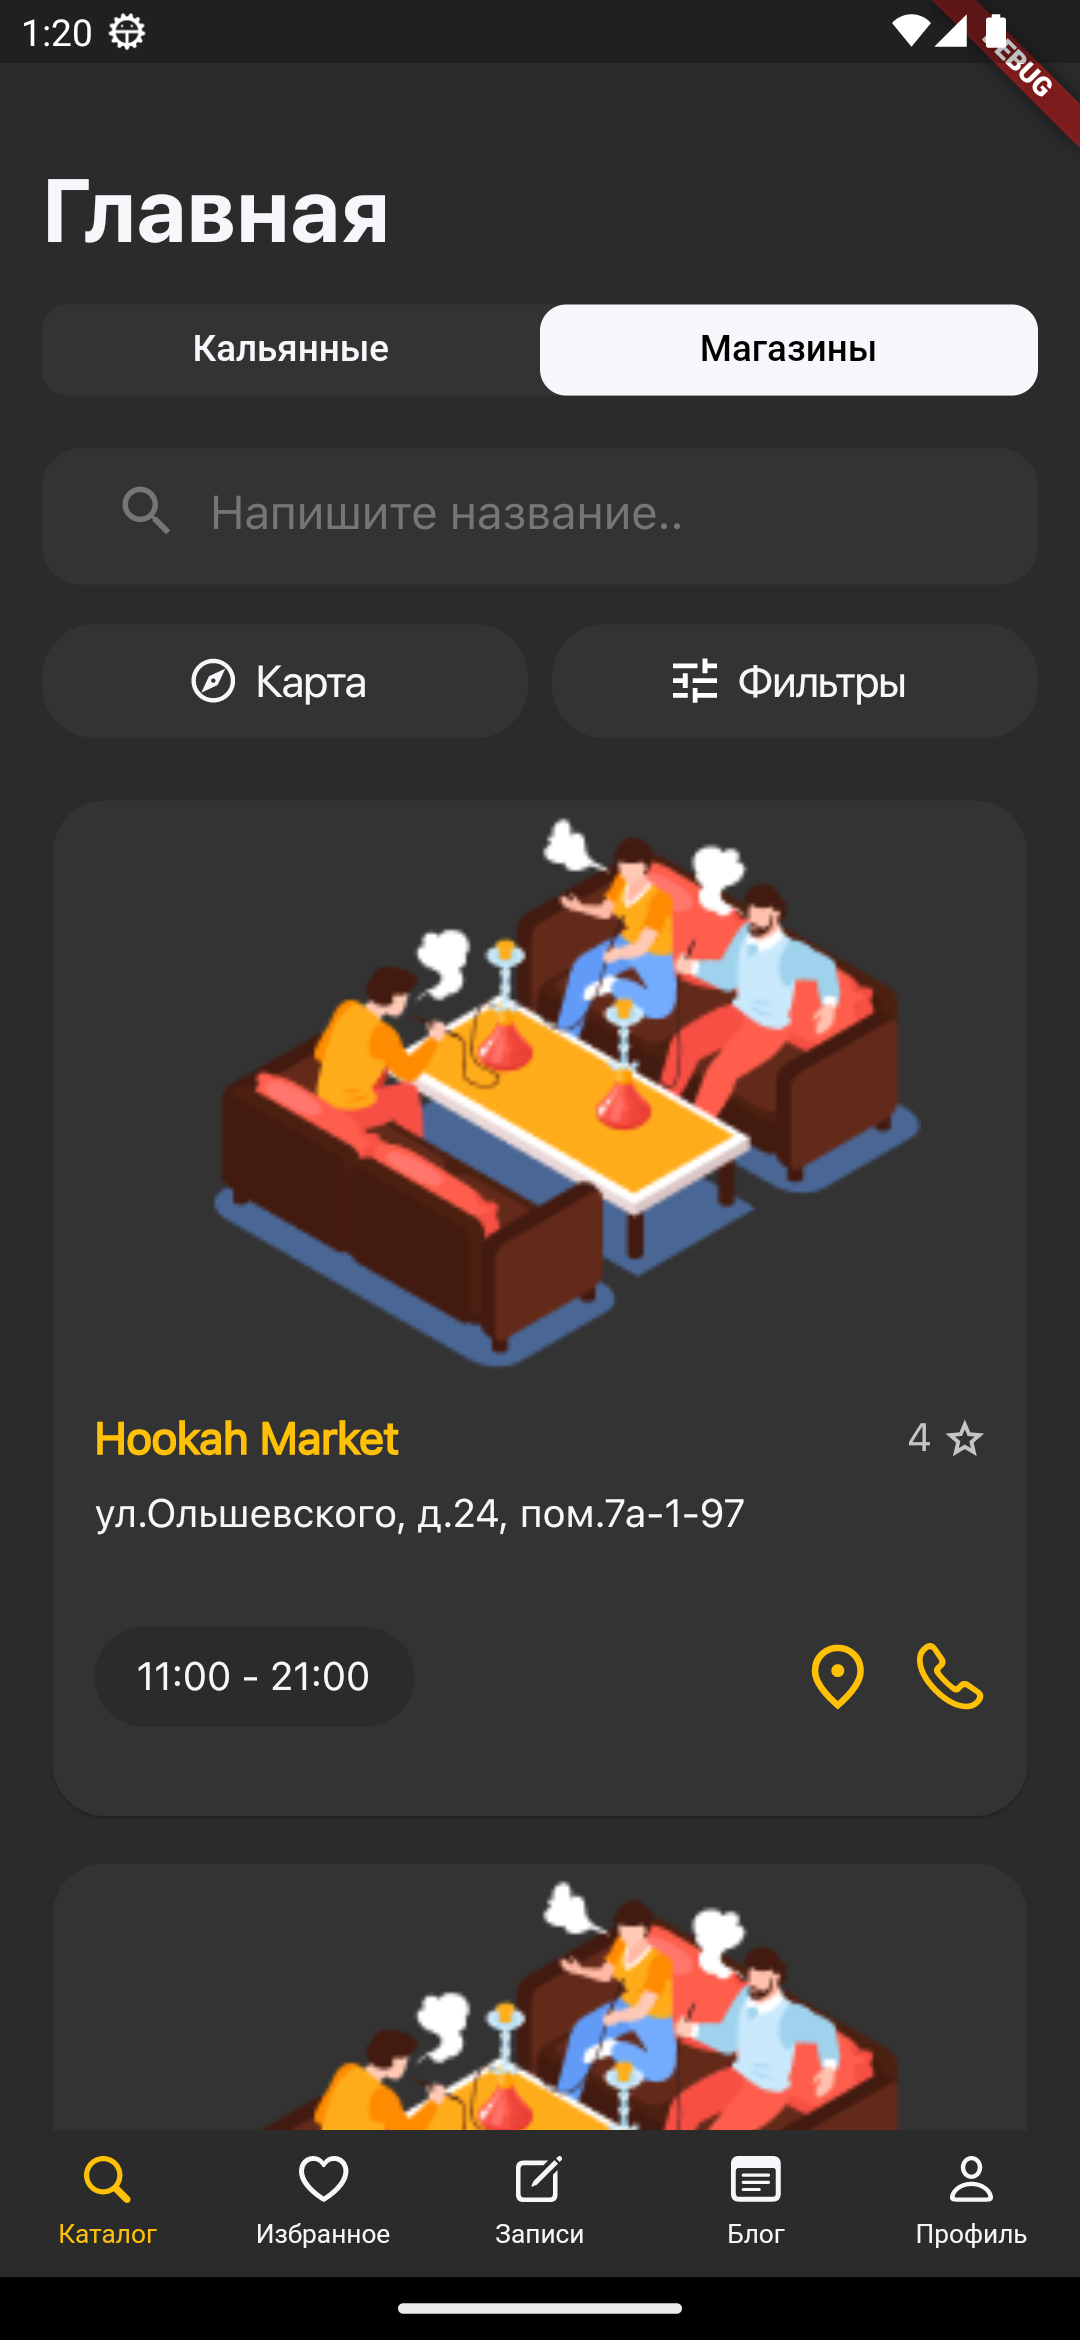 1:20
DEBUG
Главная
Кальянные
Магазины
Напишите название..
Карта
Фильтры
Hookah Market
4
ул.Ольшевского, д.24, пом.7а-1-97
11:00 - 21:00
Каталог
Избранное
Записи
Блог
Профиль